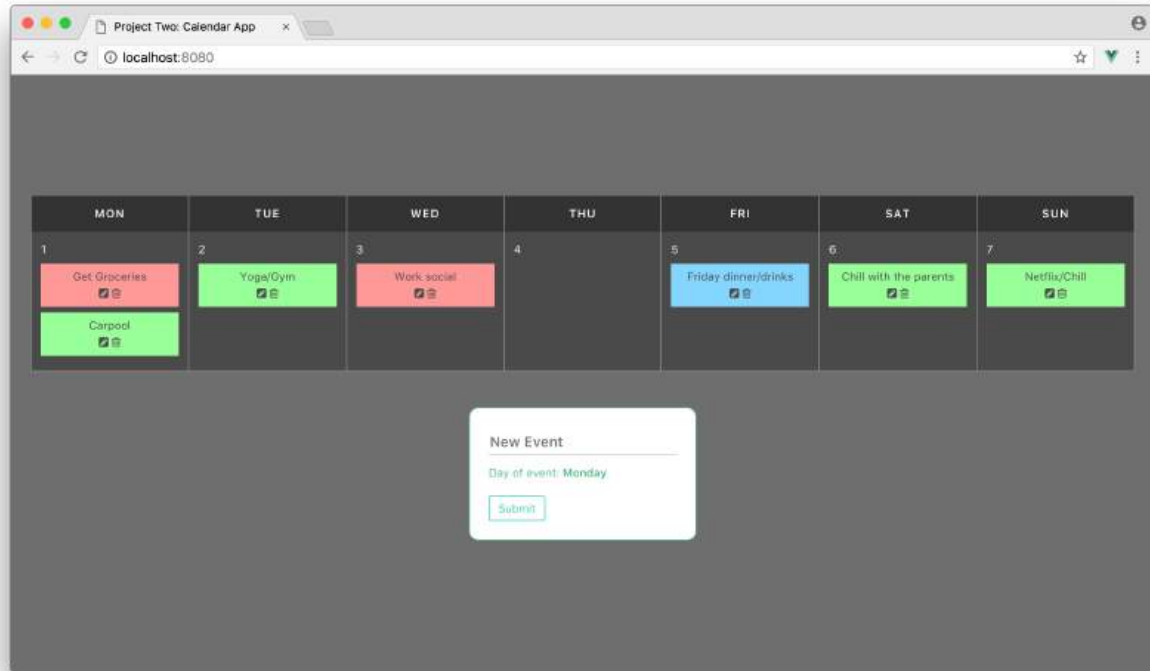 Project Two: Calendar App
localhost:8080
MON TUE WED THU FRI SAT SUN
1 2 3 4 5 6 7
Get Groceries Yoga/Gym Work social Friday dinner/drinks Chill with the parents Netflix/Chill
Carpool
New Event
Day of event: Monday
Submit